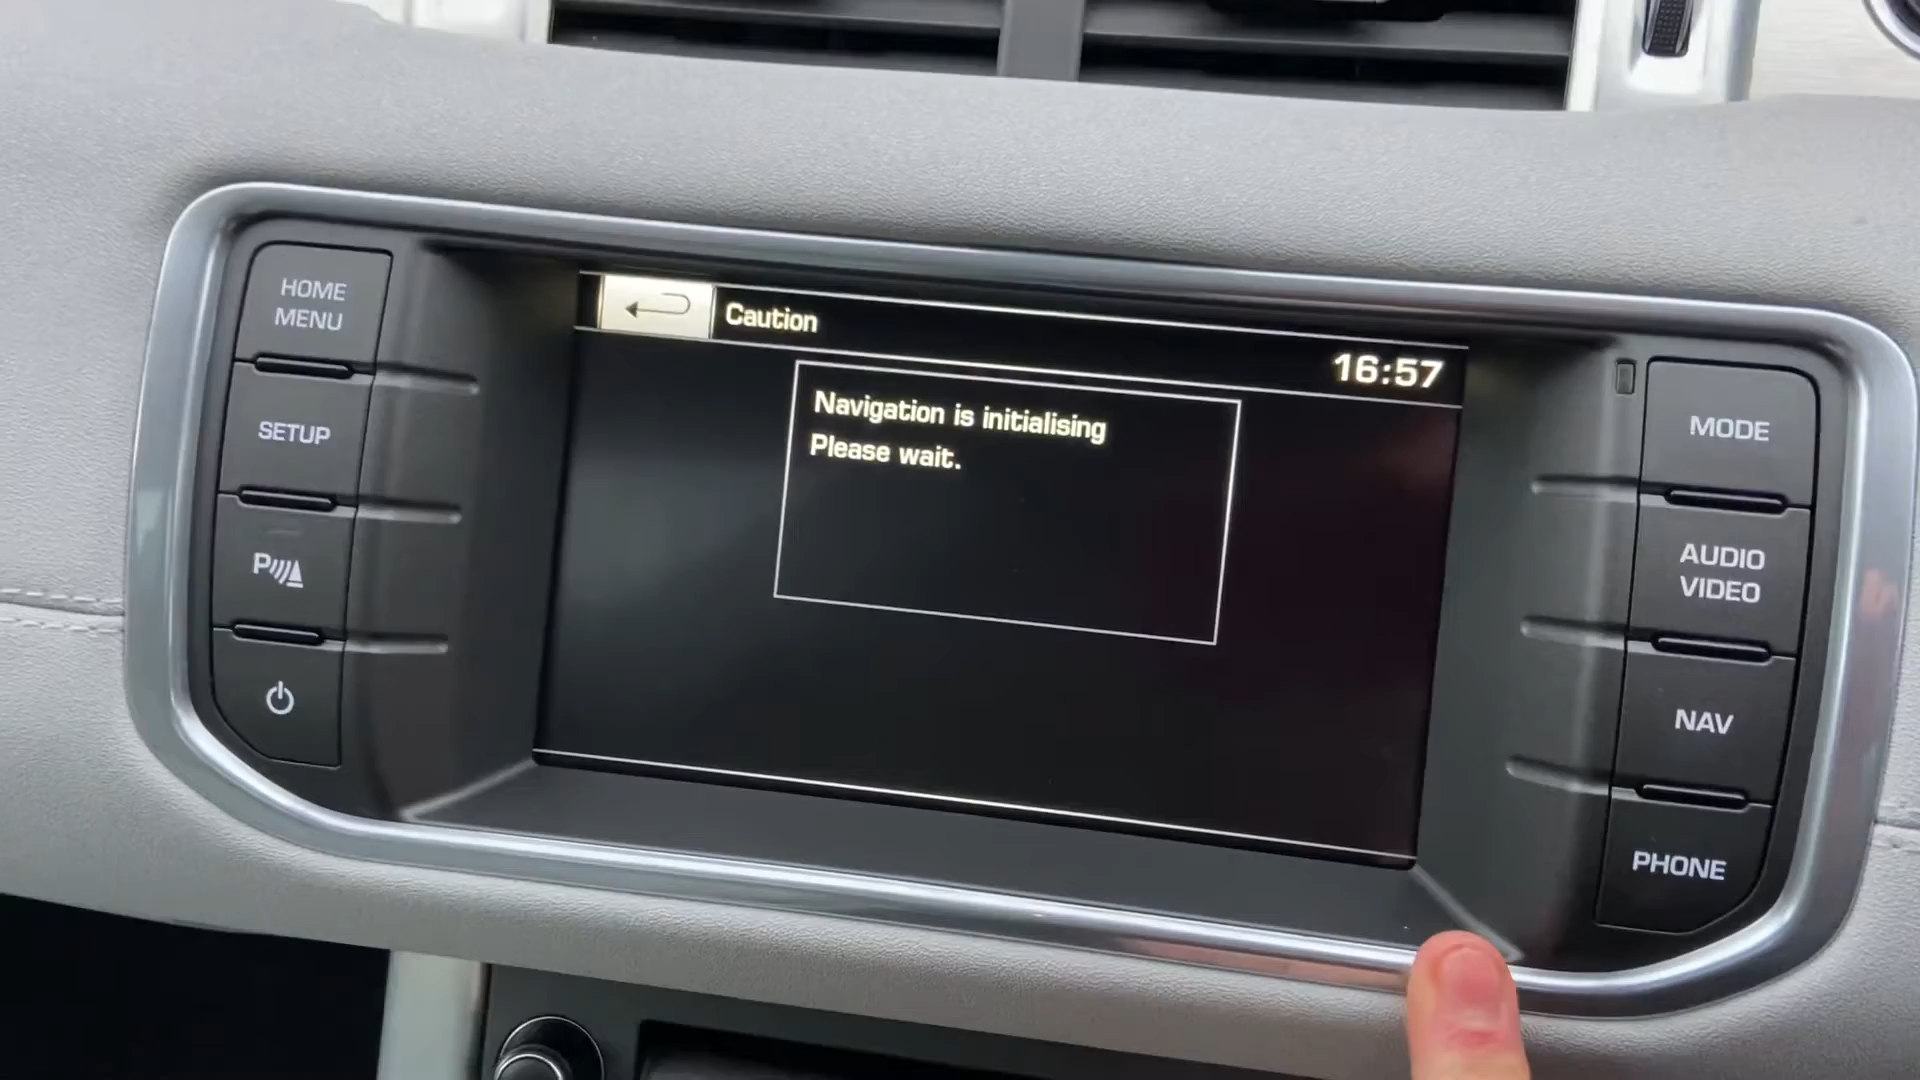 HOME
MENU
SETUP
P
Caution
16:57
Navigation is initialising
Please wait.
MODE
AUDIO
VIDEO
NAV
PHONE